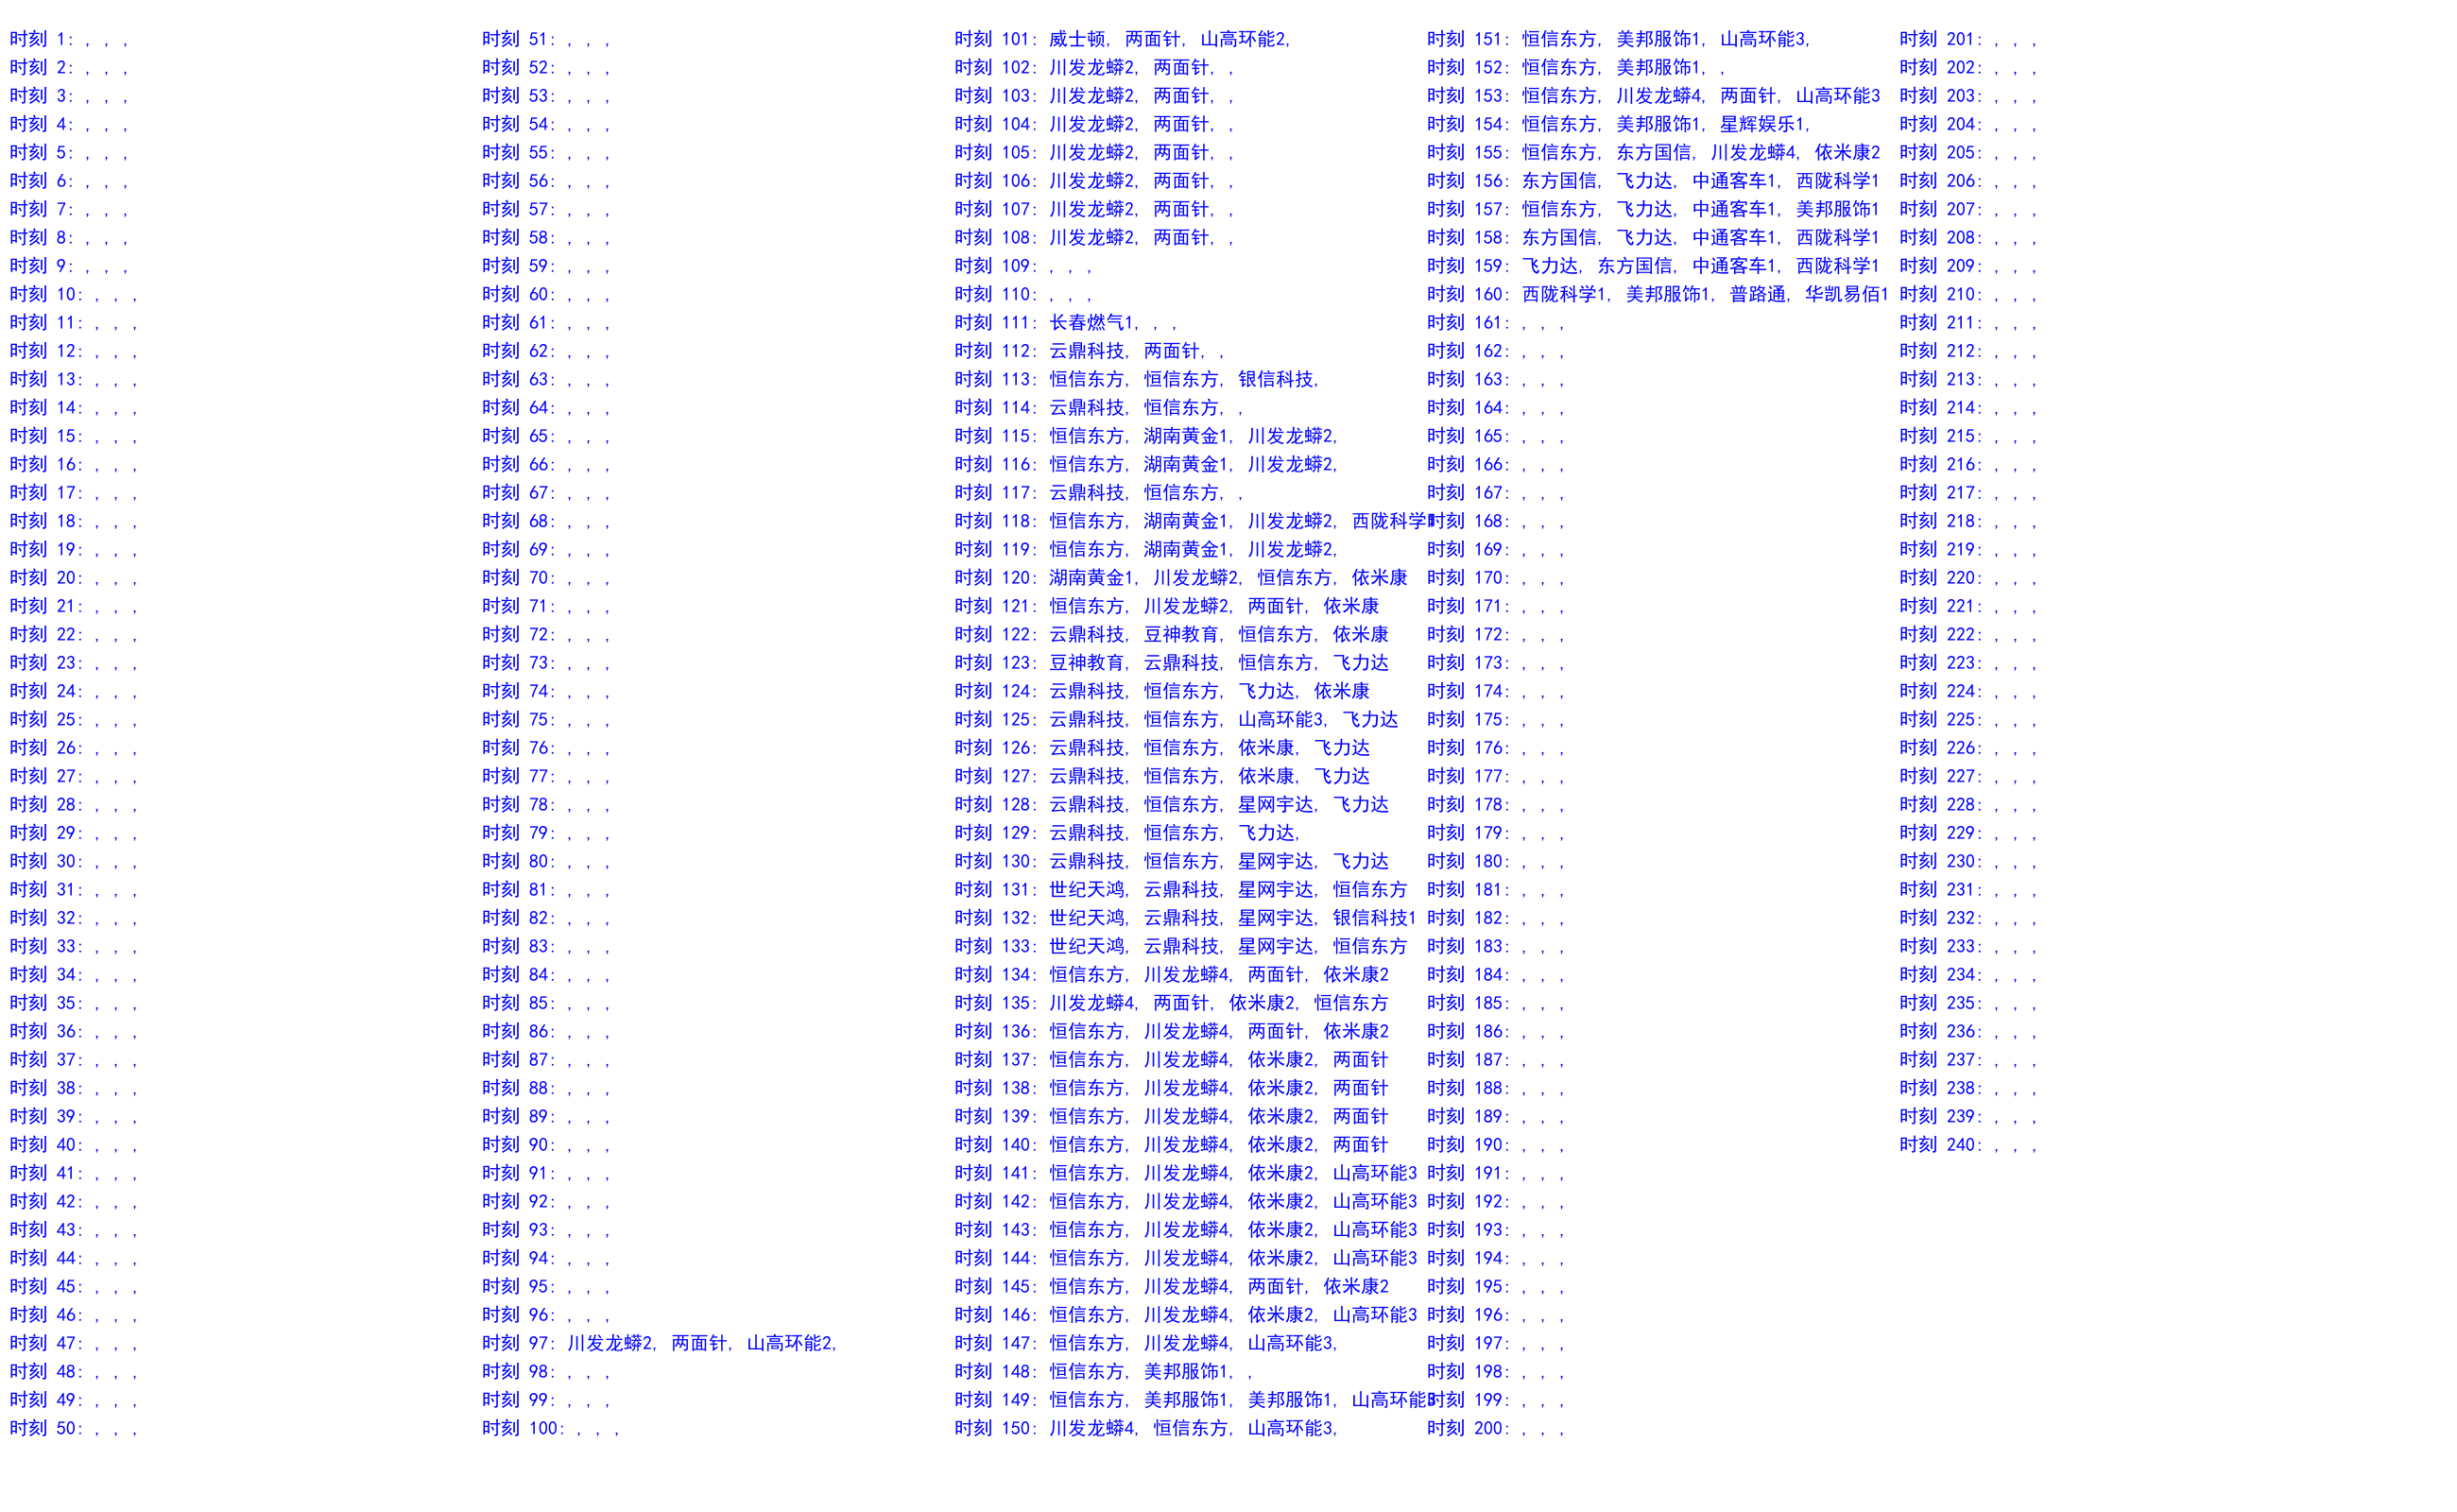 时刻 1: , , ,
时刻 2: , , ,
时刻 3: , , ,
时刻 4: , , ,
时刻 5: , , ,
时刻 6: , , ,
时刻 7: , , ,
时刻 8: , , ,
时刻 9: , , ,
时刻 10: , , ,
时刻 11: , , ,
时刻 12: , , ,
时刻 13: , , ,
时刻 14: , , ,
时刻 15: , , ,
时刻 16: , , ,
时刻 17: , , ,
时刻 18: , , ,
时刻 19: , , ,
时刻 20: , , ,
时刻 21: , , ,
时刻 22: , , ,
时刻 23: , , ,
时刻 24: , , ,
时刻 25: , , ,
时刻 26: , , ,
时刻 27: , , ,
时刻 28: , , ,
时刻 29: , , ,
时刻 30: , , ,
时刻 31: , , ,
时刻 32: , , ,
时刻 33: , , ,
时刻 34: , , ,
时刻 35: , , ,
时刻 36: , , ,
时刻 37: , , ,
时刻 38: , , ,
时刻 39: , , ,
时刻 40: , , ,
时刻 41: , , ,
时刻 42: , , ,
时刻 43: , , ,
时刻 44: , , ,
时刻 45: , , ,
时刻 46: , , ,
时刻 47: , , ,
时刻 48: , , ,
时刻 49: , , ,
时刻 50: , , ,
时刻 51: , , ,
时刻 52: , , ,
时刻 53: , , ,
时刻 54: , , ,
时刻 55: , , ,
时刻 56: , , ,
时刻 57: , , ,
时刻 58: , , ,
时刻 59: , , ,
时刻 60: , , ,
时刻 61: , , ,
时刻 62: , , ,
时刻 63: , , ,
时刻 64: , , ,
时刻 65: , , ,
时刻 66: , , ,
时刻 67: , , ,
时刻 68: , , ,
时刻 69: , , ,
时刻 70: , , ,
时刻 71: , , ,
时刻 72: , , ,
时刻 73: , , ,
时刻 74: , , ,
时刻 75: , , ,
时刻 76: , , ,
时刻 77: , , ,
时刻 78: , , ,
时刻 79: , , ,
时刻 80: , , ,
时刻 81: , , ,
时刻 82: , , ,
时刻 83: , , ,
时刻 84: , , ,
时刻 85: , , ,
时刻 86: , , ,
时刻 87: , , ,
时刻 88: , , ,
时刻 89: , , ,
时刻 90: , , ,
时刻 91: , , ,
时刻 92: , , ,
时刻 93: , , ,
时刻 94: , , ,
时刻 95: , , ,
时刻 96: , , ,
时刻 97: 川发龙蟒2, 两面针, 山高环能2,
时刻 98: , , ,
时刻 99: , , ,
时刻 100: , , ,
时刻 101: 威士顿, 两面针, 山高环能2,
时刻 102: 川发龙蟒2, 两面针, ,
时刻 103: 川发龙蟒2, 两面针, ,
时刻 104: 川发龙蟒2, 两面针, ,
时刻 105: 川发龙蟒2, 两面针, ,
时刻 106: 川发龙蟒2, 两面针, ,
时刻 107: 川发龙蟒2, 两面针, ,
时刻 108: 川发龙蟒2, 两面针, ,
时刻 109: , , ,
时刻 110: , , ,
时刻 111: 长春燃气1, , ,
时刻 112: 云鼎科技, 两面针, ,
时刻 113: 恒信东方, 恒信东方, 银信科技,
时刻 114: 云鼎科技, 恒信东方, ,
时刻 115: 恒信东方, 湖南黄金1, 川发龙蟒2,
时刻 116: 恒信东方, 湖南黄金1, 川发龙蟒2,
时刻 117: 云鼎科技, 恒信东方, ,
时刻 118: 恒信东方, 湖南黄金1, 川发龙蟒2, 西陇科学1
时刻 119: 恒信东方, 湖南黄金1, 川发龙蟒2,
时刻 120: 湖南黄金1, 川发龙蟒2, 恒信东方, 依米康
时刻 121: 恒信东方, 川发龙蟒2, 两面针, 依米康
时刻 122: 云鼎科技, 豆神教育, 恒信东方, 依米康
时刻 123: 豆神教育, 云鼎科技, 恒信东方, 飞力达
时刻 124: 云鼎科技, 恒信东方, 飞力达, 依米康
时刻 125: 云鼎科技, 恒信东方, 山高环能3, 飞力达
时刻 126: 云鼎科技, 恒信东方, 依米康, 飞力达
时刻 127: 云鼎科技, 恒信东方, 依米康, 飞力达
时刻 128: 云鼎科技, 恒信东方, 星网宇达, 飞力达
时刻 129: 云鼎科技, 恒信东方, 飞力达,
时刻 130: 云鼎科技, 恒信东方, 星网宇达, 飞力达
时刻 131: 世纪天鸿, 云鼎科技, 星网宇达, 恒信东方
时刻 132: 世纪天鸿, 云鼎科技, 星网宇达, 银信科技1
时刻 133: 世纪天鸿, 云鼎科技, 星网宇达, 恒信东方
时刻 134: 恒信东方, 川发龙蟒4, 两面针, 依米康2
时刻 135: 川发龙蟒4, 两面针, 依米康2, 恒信东方
时刻 136: 恒信东方, 川发龙蟒4, 两面针, 依米康2
时刻 137: 恒信东方, 川发龙蟒4, 依米康2, 两面针
时刻 138: 恒信东方, 川发龙蟒4, 依米康2, 两面针
时刻 139: 恒信东方, 川发龙蟒4, 依米康2, 两面针
时刻 140: 恒信东方, 川发龙蟒4, 依米康2, 两面针
时刻 141: 恒信东方, 川发龙蟒4, 依米康2, 山高环能3
时刻 142: 恒信东方, 川发龙蟒4, 依米康2, 山高环能3
时刻 143: 恒信东方, 川发龙蟒4, 依米康2, 山高环能3
时刻 144: 恒信东方, 川发龙蟒4, 依米康2, 山高环能3
时刻 145: 恒信东方, 川发龙蟒4, 两面针, 依米康2
时刻 146: 恒信东方, 川发龙蟒4, 依米康2, 山高环能3
时刻 147: 恒信东方, 川发龙蟒4, 山高环能3,
时刻 148: 恒信东方, 美邦服饰1, ,
时刻 149: 恒信东方, 美邦服饰1, 美邦服饰1, 山高环能3
时刻 150: 川发龙蟒4, 恒信东方, 山高环能3,
时刻 151: 恒信东方, 美邦服饰1, 山高环能3,
时刻 152: 恒信东方, 美邦服饰1, ,
时刻 153: 恒信东方, 川发龙蟒4, 两面针, 山高环能3
时刻 154: 恒信东方, 美邦服饰1, 星辉娱乐1,
时刻 155: 恒信东方, 东方国信, 川发龙蟒4, 依米康2
时刻 156: 东方国信, 飞力达, 中通客车1, 西陇科学1
时刻 157: 恒信东方, 飞力达, 中通客车1, 美邦服饰1
时刻 158: 东方国信, 飞力达, 中通客车1, 西陇科学1
时刻 159: 飞力达, 东方国信, 中通客车1, 西陇科学1
时刻 160: 西陇科学1, 美邦服饰1, 普路通, 华凯易佰1
时刻 161: , , ,
时刻 162: , , ,
时刻 163: , , ,
时刻 164: , , ,
时刻 165: , , ,
时刻 166: , , ,
时刻 167: , , ,
时刻 168: , , ,
时刻 169: , , ,
时刻 170: , , ,
时刻 171: , , ,
时刻 172: , , ,
时刻 173: , , ,
时刻 174: , , ,
时刻 175: , , ,
时刻 176: , , ,
时刻 177: , , ,
时刻 178: , , ,
时刻 179: , , ,
时刻 180: , , ,
时刻 181: , , ,
时刻 182: , , ,
时刻 183: , , ,
时刻 184: , , ,
时刻 185: , , ,
时刻 186: , , ,
时刻 187: , , ,
时刻 188: , , ,
时刻 189: , , ,
时刻 190: , , ,
时刻 191: , , ,
时刻 192: , , ,
时刻 193: , , ,
时刻 194: , , ,
时刻 195: , , ,
时刻 196: , , ,
时刻 197: , , ,
时刻 198: , , ,
时刻 199: , , ,
时刻 200: , , ,
时刻 201: , , ,
时刻 202: , , ,
时刻 203: , , ,
时刻 204: , , ,
时刻 205: , , ,
时刻 206: , , ,
时刻 207: , , ,
时刻 208: , , ,
时刻 209: , , ,
时刻 210: , , ,
时刻 211: , , ,
时刻 212: , , ,
时刻 213: , , ,
时刻 214: , , ,
时刻 215: , , ,
时刻 216: , , ,
时刻 217: , , ,
时刻 218: , , ,
时刻 219: , , ,
时刻 220: , , ,
时刻 221: , , ,
时刻 222: , , ,
时刻 223: , , ,
时刻 224: , , ,
时刻 225: , , ,
时刻 226: , , ,
时刻 227: , , ,
时刻 228: , , ,
时刻 229: , , ,
时刻 230: , , ,
时刻 231: , , ,
时刻 232: , , ,
时刻 233: , , ,
时刻 234: , , ,
时刻 235: , , ,
时刻 236: , , ,
时刻 237: , , ,
时刻 238: , , ,
时刻 239: , , ,
时刻 240: , , ,